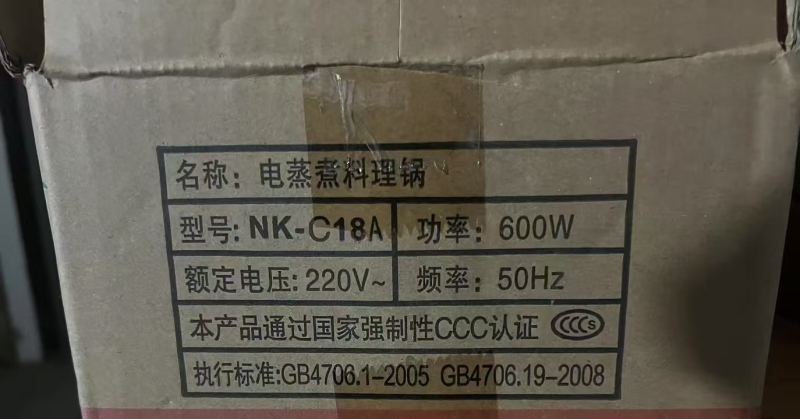 名称：电蒸煮料理锅
型号: NK-C18A 功率：600W
额定电压: 220V~ 频率：50Hz
本产品通过国家强制性CCC认证 CCCS
执行标准:GB4706.1-2005 GB4706.19-2008